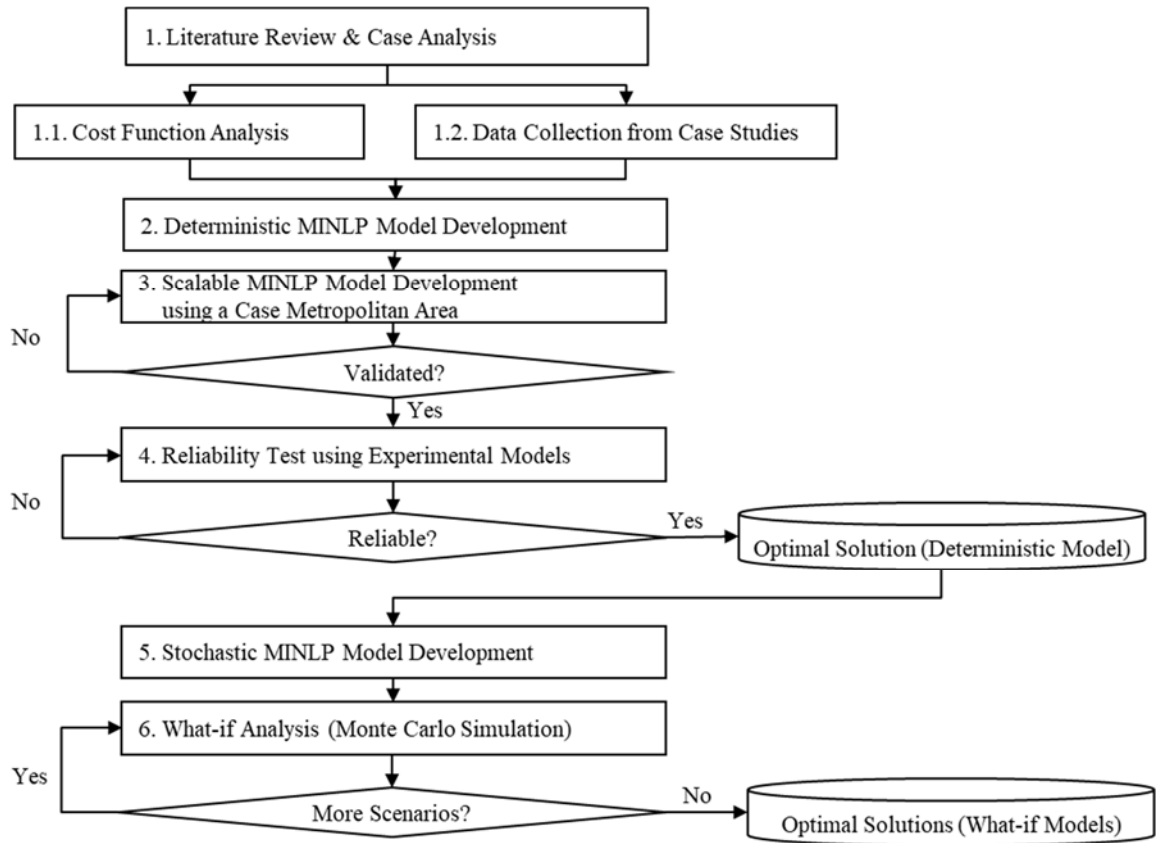 1. Literature Review & Case Analysis
1.1. Cost Function Analysis
1.2. Data Collection from Case Studies
2. Deterministic MINLP Model Development
3. Scalable MINLP Model Development
using a Case Metropolitan Area
No
Validated?
Yes
4. Reliability Test using Experimental Models
No
Reliable?
Yes
Optimal Solution (Deterministic Model)
5. Stochastic MINLP Model Development
6. What-if Analysis (Monte Carlo Simulation)
Yes
More Scenarios?
No
Optimal Solutions (What-if Models)